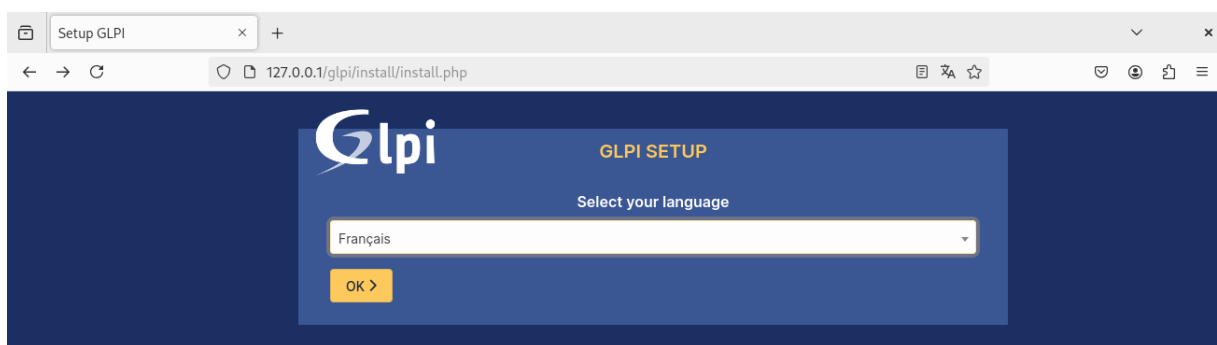 Setup GLPI
127.0.0.1/glpi/install/install.php
Glpi
GLPI SETUP
Select your language
Français
OK